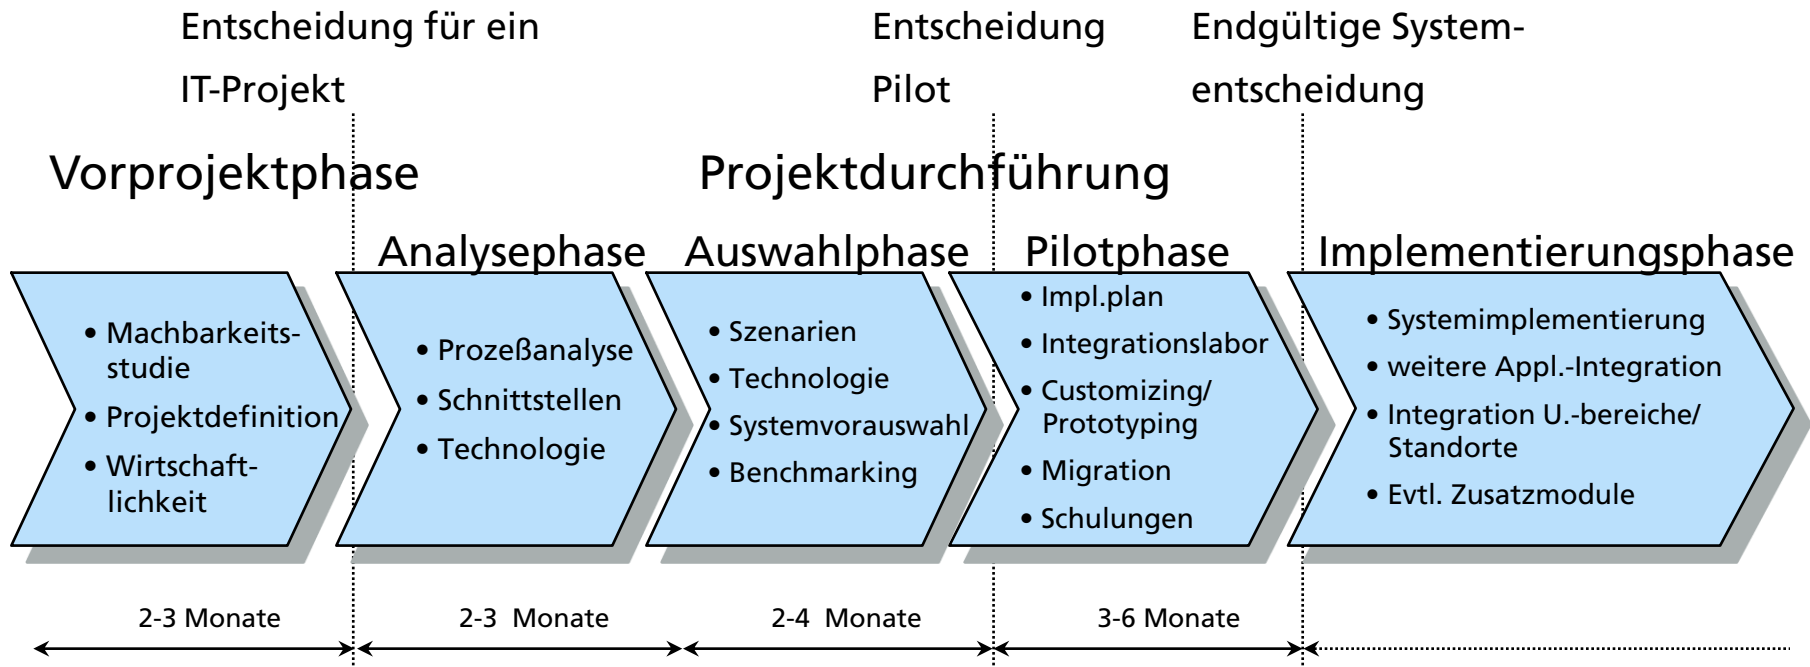 Entscheidung für ein
IT-Projekt
Entscheidung
Pilot
Endgültige System-
entscheidung
Vorprojektphase
Projektdurchführung
Analysephase
Auswahlphase
Pilotphase
Implementierungsphase
• Machbarkeits-
studie
• Projektdefinition
• Wirtschaft-
lichkeit
• Prozeßanalyse
• Schnittstellen
• Technologie
• Szenarien
• Technologie
• Systemvorauswahl
• Benchmarking
• Impl.plan
• Integrationslabor
• Customizing/
Prototyping
• Migration
• Schulungen
• Systemimplementierung
• weitere Appl.-Integration
• Integration U.-bereiche/
Standorte
• Evtl. Zusatzmodule
2-3 Monate
2-3 Monate
2-4 Monate
3-6 Monate